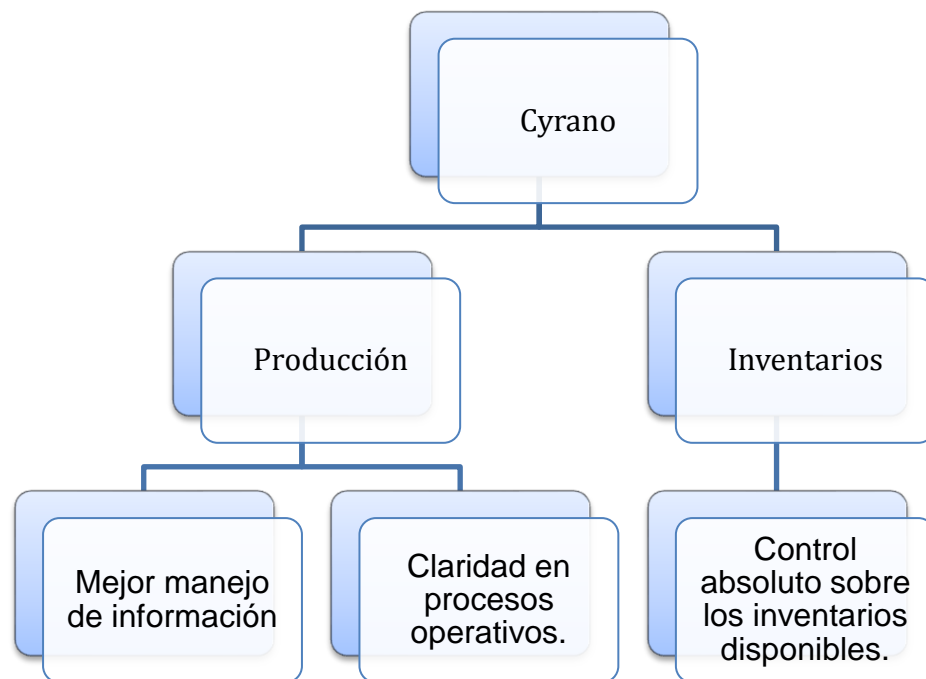 Cyrano
Producción
Inventarios
Mejor manejo
de información
Claridad en
procesos
operativos.
Control
absoluto sobre
los inventarios
disponibles.